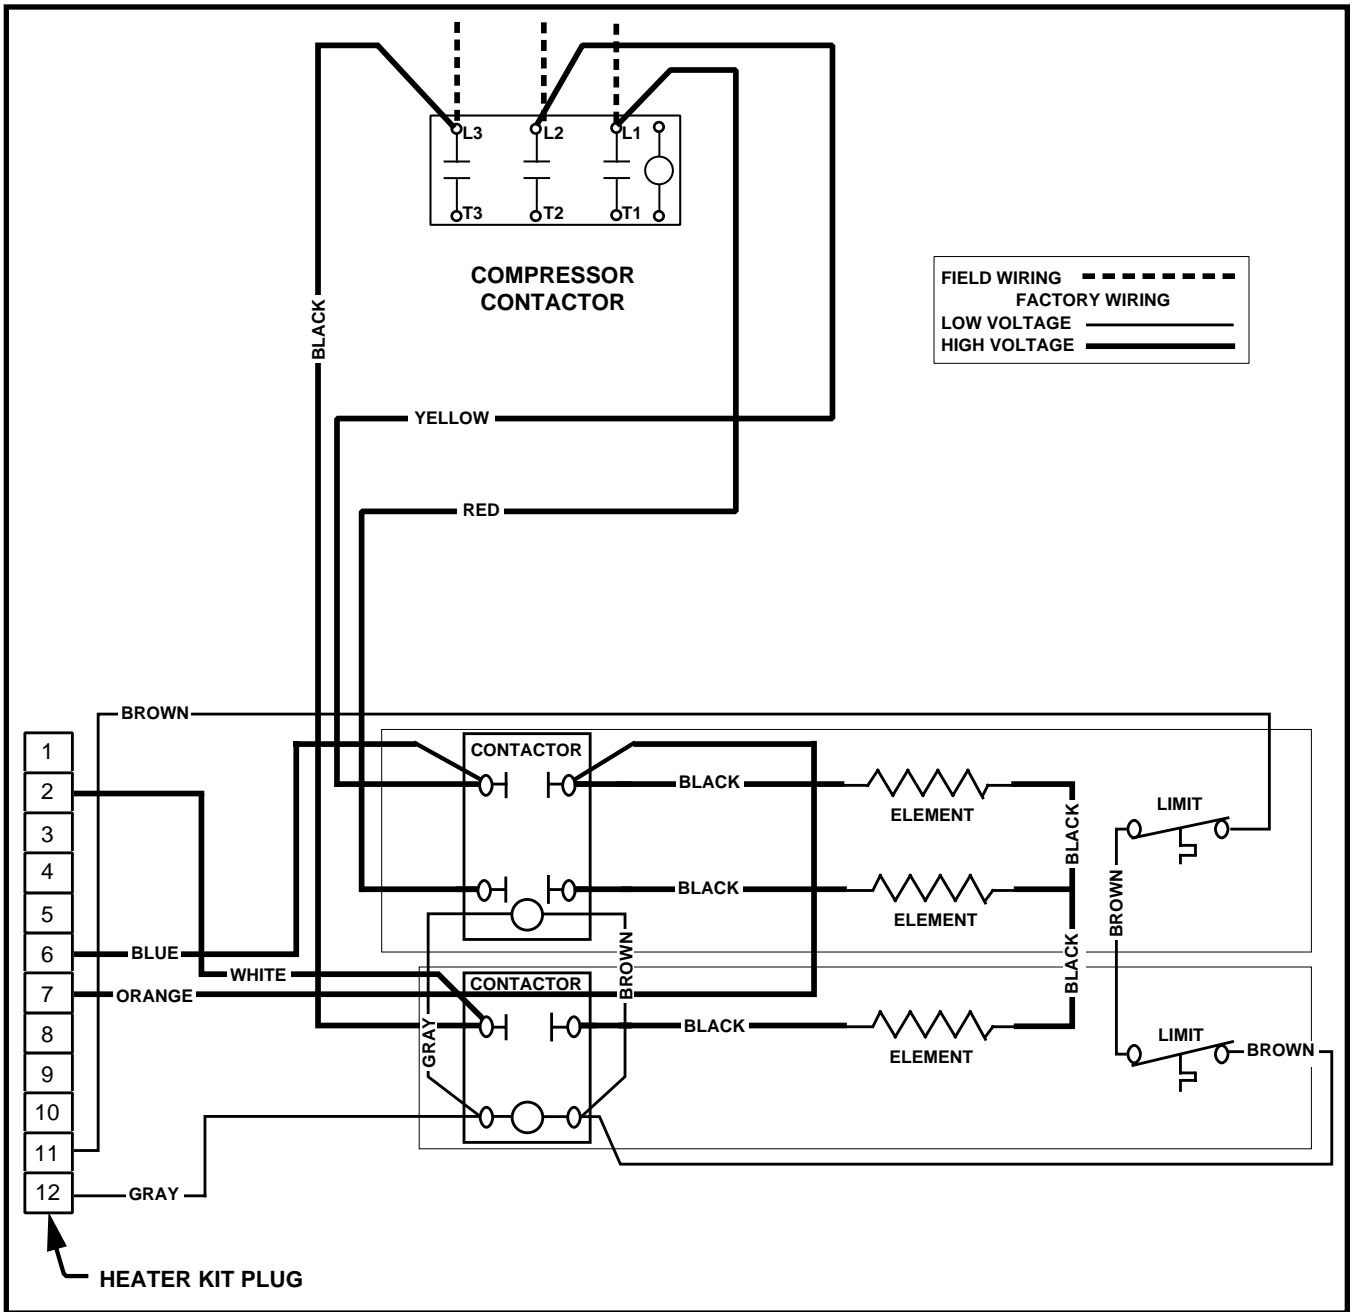 L3
L2
L1
T3
T2
T1
COMPRESSOR
CONTACTOR
FIELD WIRING
FACTORY WIRING
LOW VOLTAGE
HIGH VOLTAGE
BLACK
YELLOW
RED
BROWN
1
2
3
4
5
6
7
8
9
10
11
12
BLUE
WHITE
ORANGE
GRAY
HEATER KIT PLUG
CONTACTOR
BLACK
ELEMENT
BLACK
ELEMENT
BLACK
BLACK
BROWN
GRAY
CONTACTOR
BLACK
ELEMENT
LIMIT
BROWN
LIMIT
BROWN